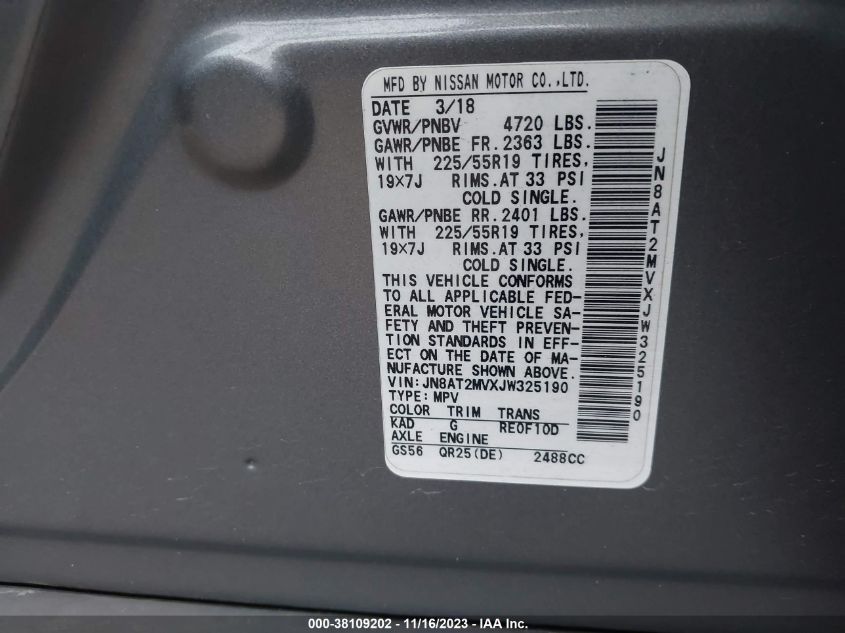 MFD BY NISSAN MOTOR CO.,LTD.
DATE 3/18
GVWR/PNBV 4720 LBS.
GAWR/PNBE FR. 2363 LBS.
WITH 225/55R19 TIRES,
19×7J RIMS. AT 33 PSI
COLD SINGLE.
GAWR/PNBE RR. 2401 LBS.
WITH 225/55R19 TIRES,
19×7J RIMS. AT 33 PSI
COLD SINGLE.
THIS VEHICLE CONFORMS
TO ALL APPLICABLE FED-
ERAL MOTOR VEHICLE SA-
FETY AND THEFT PREVEN-
TION STANDARDS IN EFF-
ECT ON THE DATE OF MA-
NUFACTURE SHOWN ABOVE.
VIN:JN8AT2MVXJW325190
TYPE:MPV
COLOR TRIM TRANS
KAD G RE0F10D
AXLE ENGINE
GS56 QR25(DE) 2488CC
JN8AT2MVXJW325190
000-38109202 - 11/16/2023 - IAA Inc.